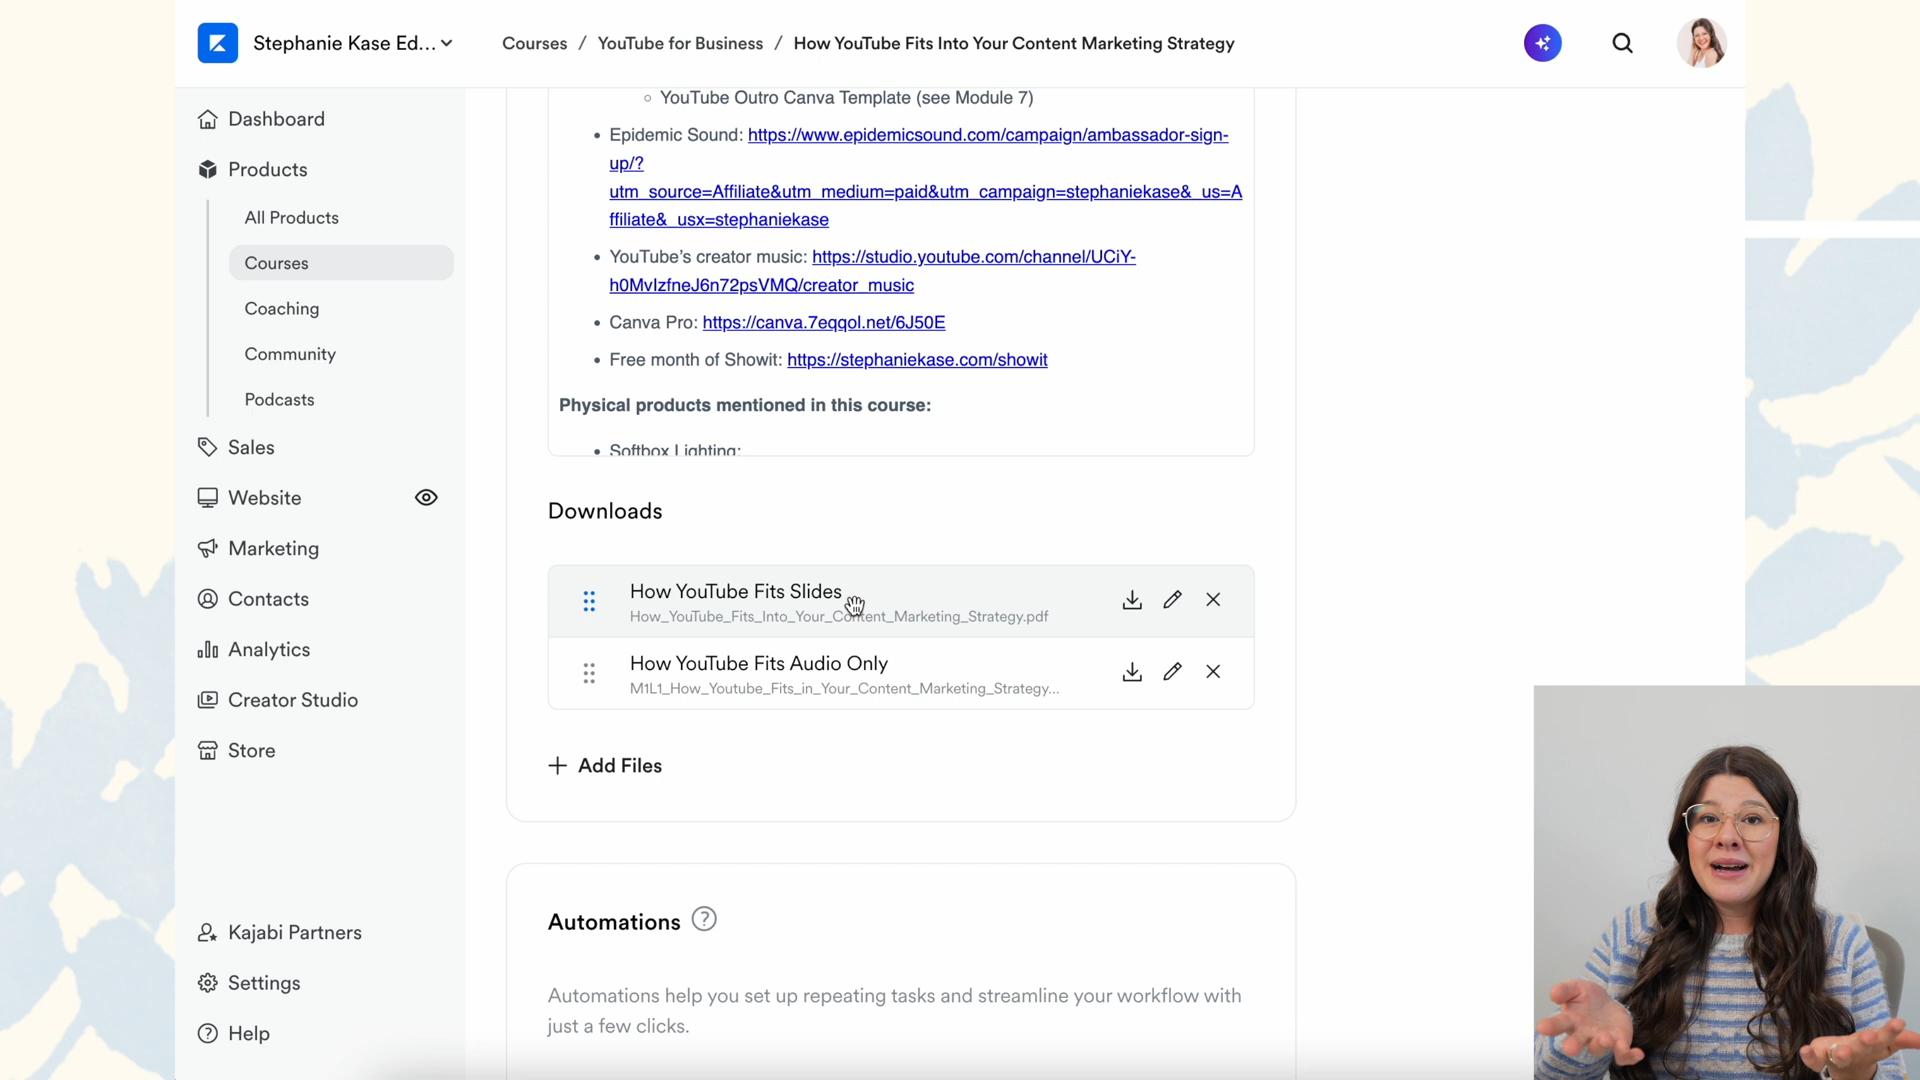 Stephanie Kase Ed...
Courses / YouTube for Business / How YouTube Fits Into Your Content Marketing Strategy
Dashboard
Products
All Products
Courses
Coaching
Community
Podcasts
Sales
Website
Marketing
Contacts
Analytics
Creator Studio
Store
Kajabi Partners
Settings
Help
YouTube Outro Canva Template (see Module 7)
Epidemic Sound: https://www.epidemicsound.com/campaign/ambassador-sign-
up/?
utm_source=Affiliate&utm_medium=paid&utm_campaign=stephaniekase&_us=A
ffiliate&_usx=stephaniekase
YouTube's creator music: https://studio.youtube.com/channel/UCiY-
h0MvIzfneJ6n72psVMQ/creator_music
Canva Pro: https://canva.7eqqol.net/6J50E
Free month of Showit: https://stephaniekase.com/showit
Physical products mentioned in this course:
Softbox Lighting:
Downloads
How YouTube Fits Slides
How_YouTube_Fits_Into_Your_Content_Marketing_Strategy.pdf
How YouTube Fits Audio Only
M1L1_How_Youtube_Fits_in_Your_Content_Marketing_Strategy...
+ Add Files
Automations ?
Automations help you set up repeating tasks and streamline your workflow with
just a few clicks.